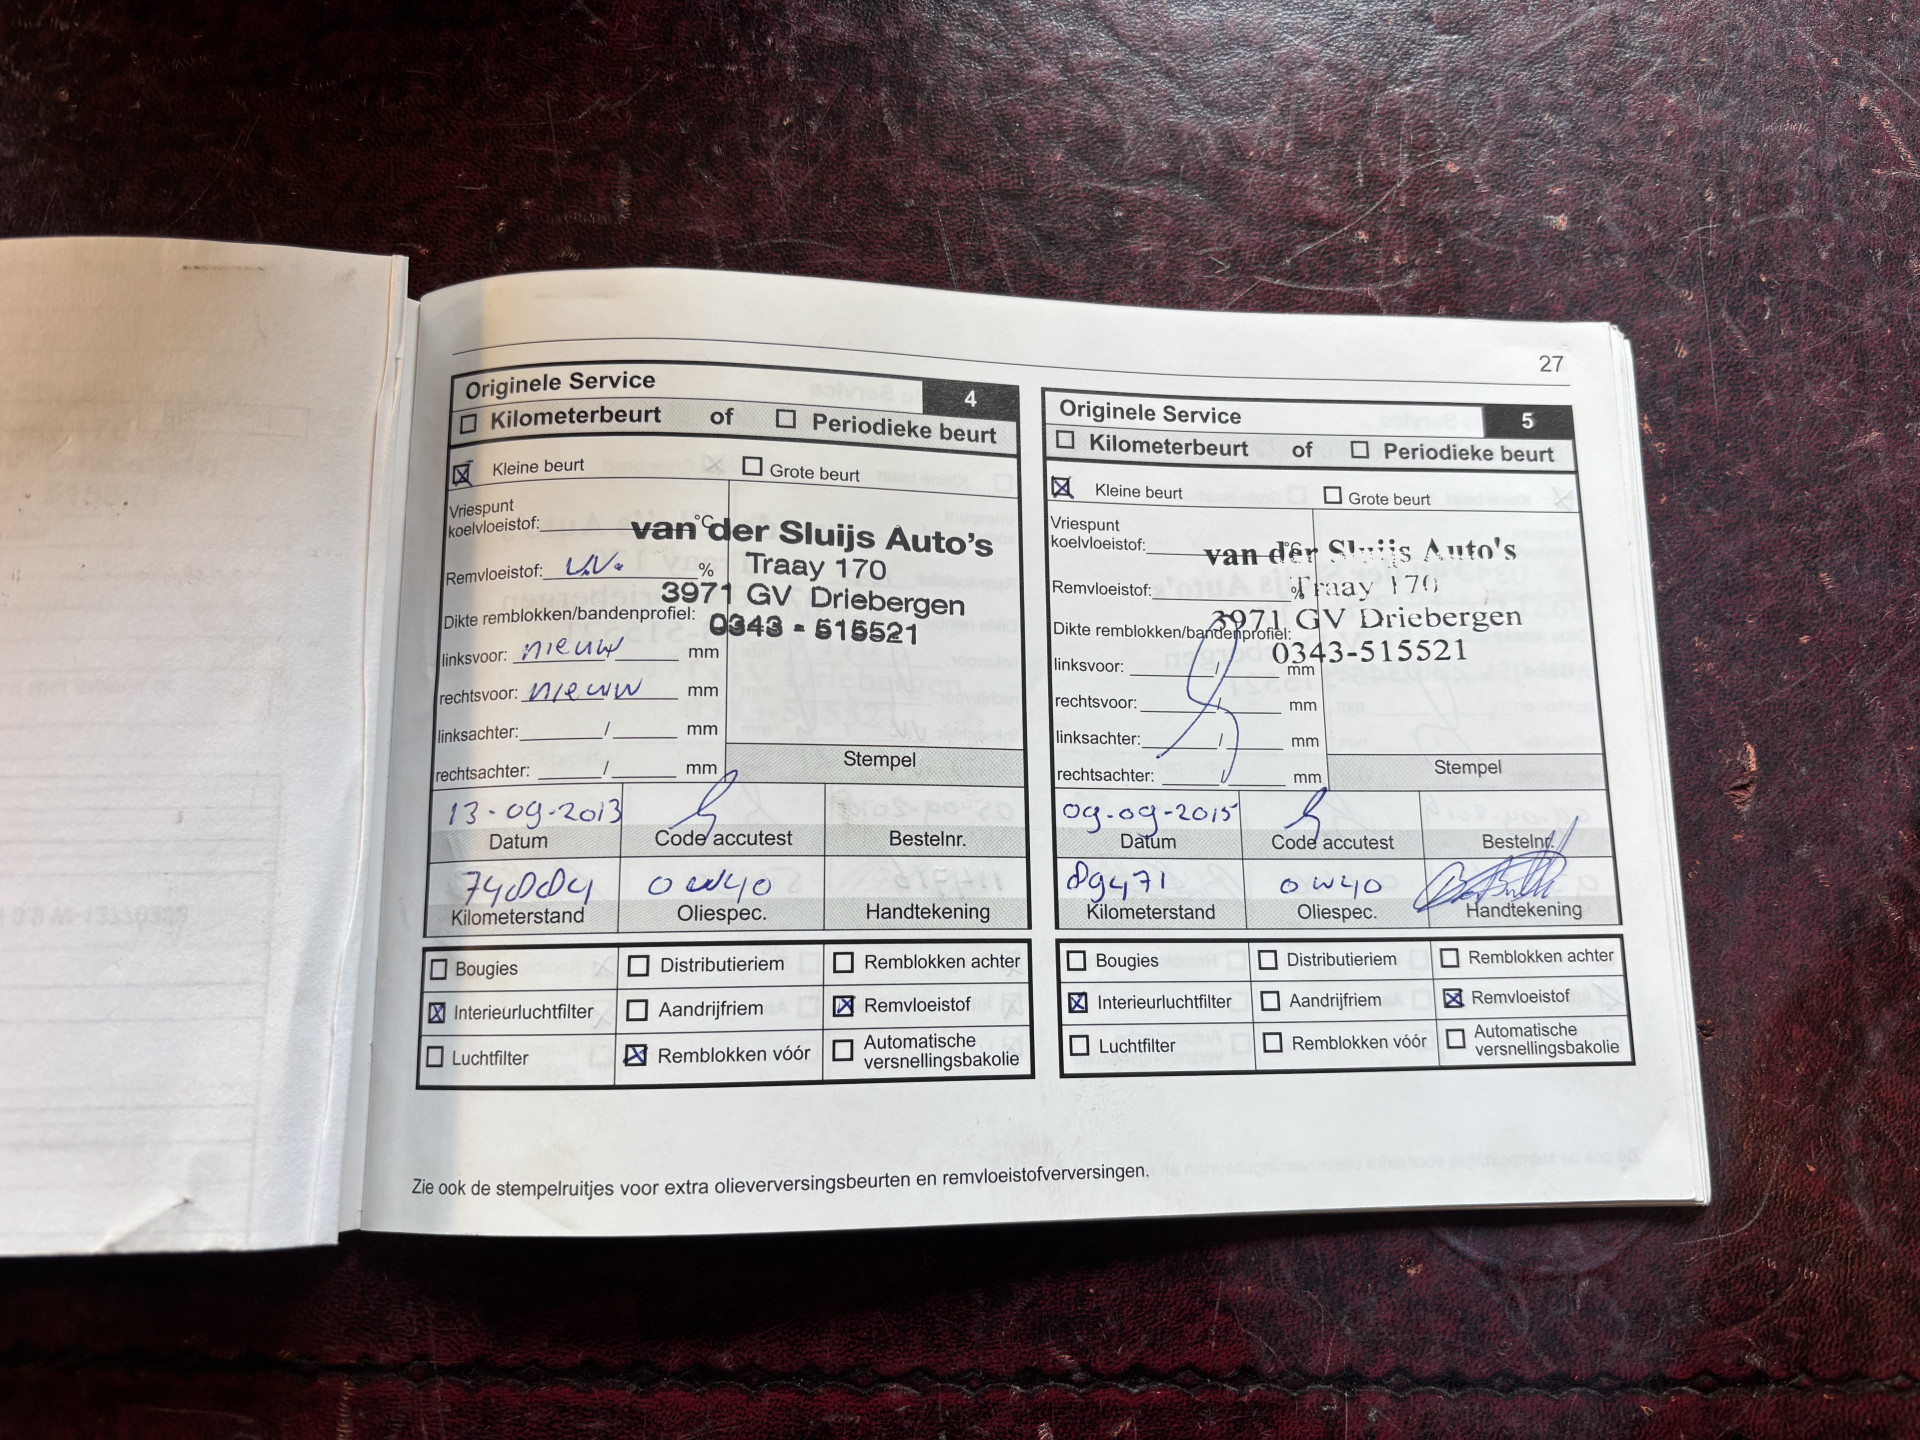 27
Originele Service 4
Kilometerbeurt of Periodieke beurt
Kleine beurt Grote beurt
Vriespunt
koelvloeistof: °C
Remvloeistof: v.v. %
Dikte remblokken/bandenprofiel:
linksvoor: nieuw / mm
rechtsvoor: nieuw mm
linksachter: / mm
rechtsachter: / mm
van der Sluijs Auto's
Traay 170
3971 GV Driebergen
0343 - 515521
Stempel
13-09-2013
Datum Code accutest Bestelnr.
74884 0W40
Kilometerstand Oliespec. Handtekening
Bougies Distributieriem Remblokken achter
Interieurluchtfilter Aandrijfriem Remvloeistof
Luchtfilter Remblokken vóór Automatische
versnellingsbakolie
Originele Service 5
Kilometerbeurt of Periodieke beurt
Kleine beurt Grote beurt
Vriespunt
koelvloeistof: °C
Remvloeistof: %
Dikte remblokken/bandenprofiel:
linksvoor: / mm
rechtsvoor: / mm
linksachter: / mm
rechtsachter: / mm
van der Sluijs Auto's
Traay 170
3971 GV Driebergen
0343-515521
Stempel
09-09-2015
Datum Code accutest Bestelnr.
89471 0W40
Kilometerstand Oliespec. Handtekening
Bougies Distributieriem Remblokken achter
Interieurluchtfilter Aandrijfriem Remvloeistof
Luchtfilter Remblokken vóór Automatische
versnellingsbakolie
Zie ook de stempelruitjes voor extra olieverversingsbeurten en remvloeistofverversingen.